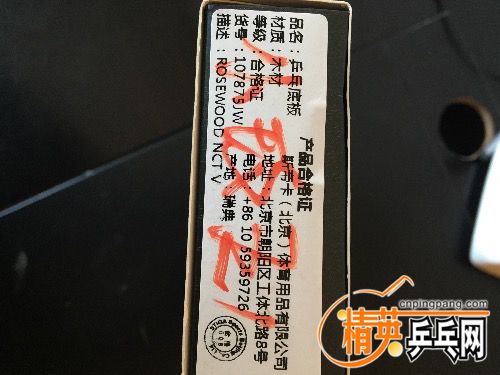 产品合格证
品名：乒乓底板
材质：木材
等级：合格证
货号：107875JW
描述：ROSEWOOD NCT V
斯帝卡（北京）体育用品有限公司
地址：北京市朝阳区工体北路8号
电话：+86 10 59359726
产地：瑞典
cnpingpang.com
精英乒乓网